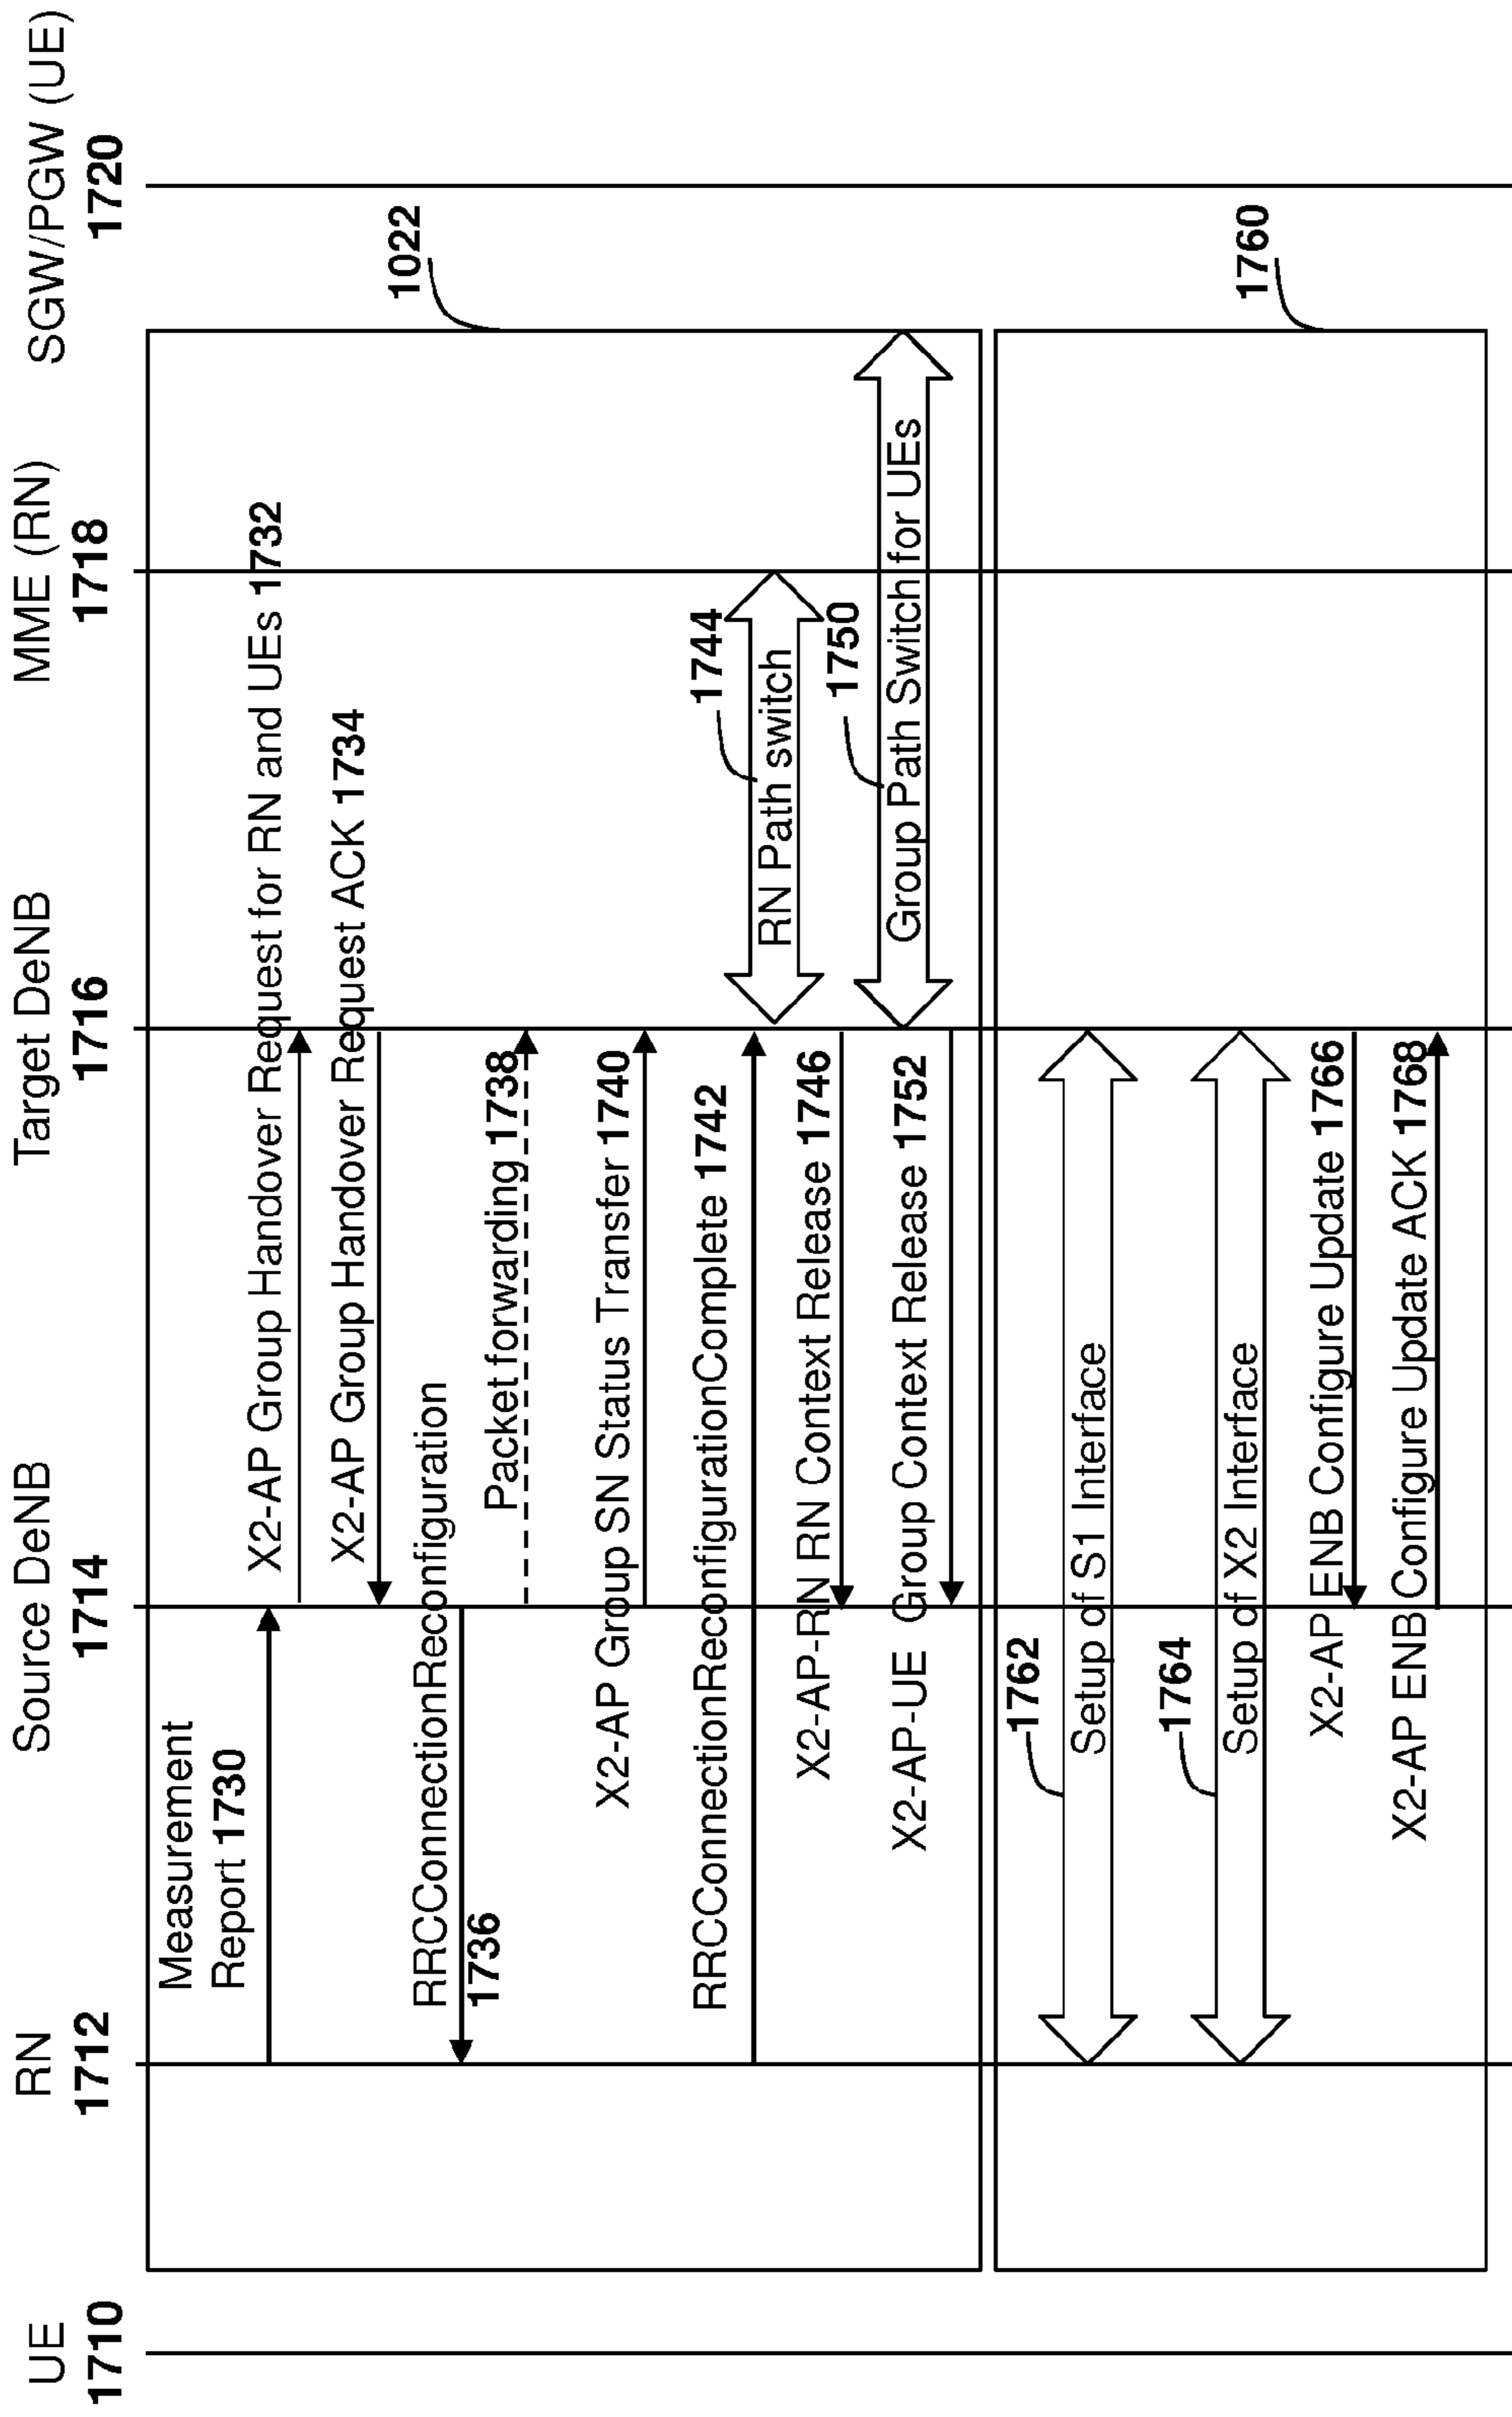 UE
1710
RN
1712
Source DeNB
1714
Target DeNB
1716
MME (RN)
1718
SGW/PGW (UE)
1720
Measurement
Report 1730
X2-AP Group Handover Request for RN and UEs 1732
X2-AP Group Handover Request ACK 1734
1022
RRCConnectionReconfiguration
1736
Packet forwarding 1738
X2-AP Group SN Status Transfer 1740
RRCConnectionReconfigurationComplete 1742
1744
RN Path switch
X2-AP-RN RN Context Release 1746
1750
Group Path Switch for UEs
X2-AP-UE Group Context Release 1752
1762
Setup of S1 Interface
1764
Setup of X2 Interface
1760
X2-AP ENB Configure Update 1766
X2-AP ENB Configure Update ACK 1768